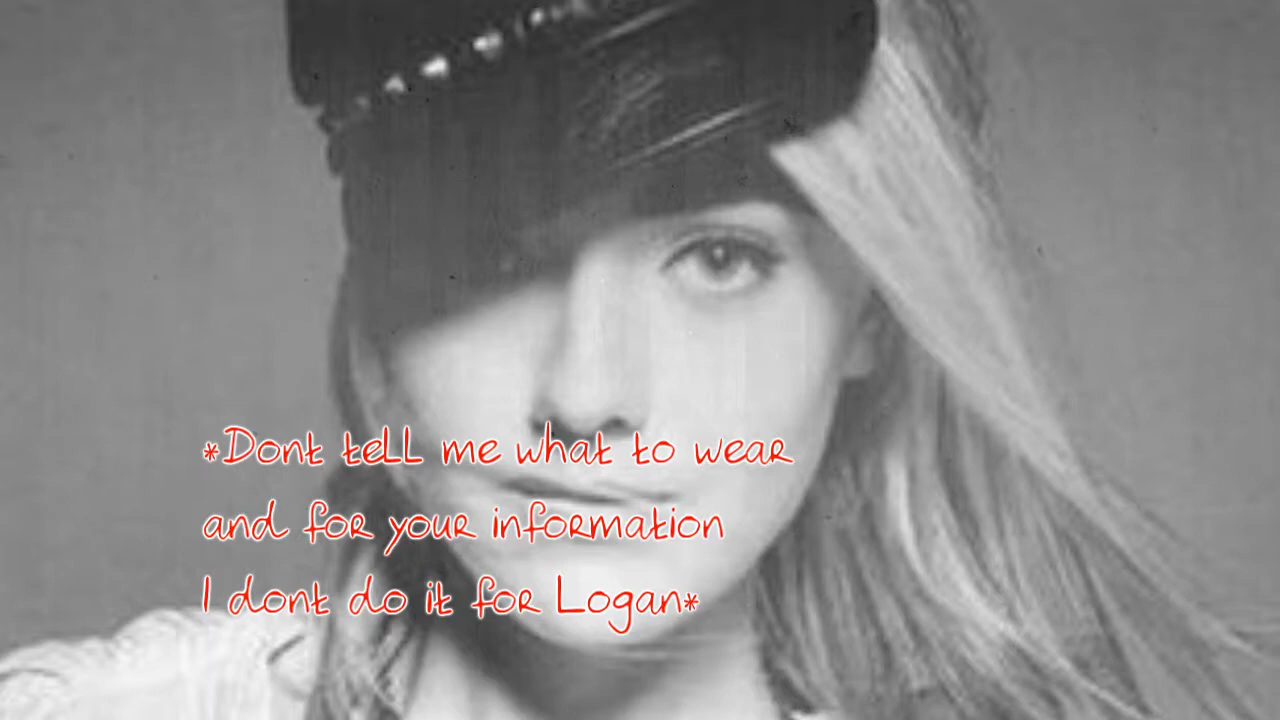 *Dont tell me what to wear
and for your information
I dont do it for Logan*